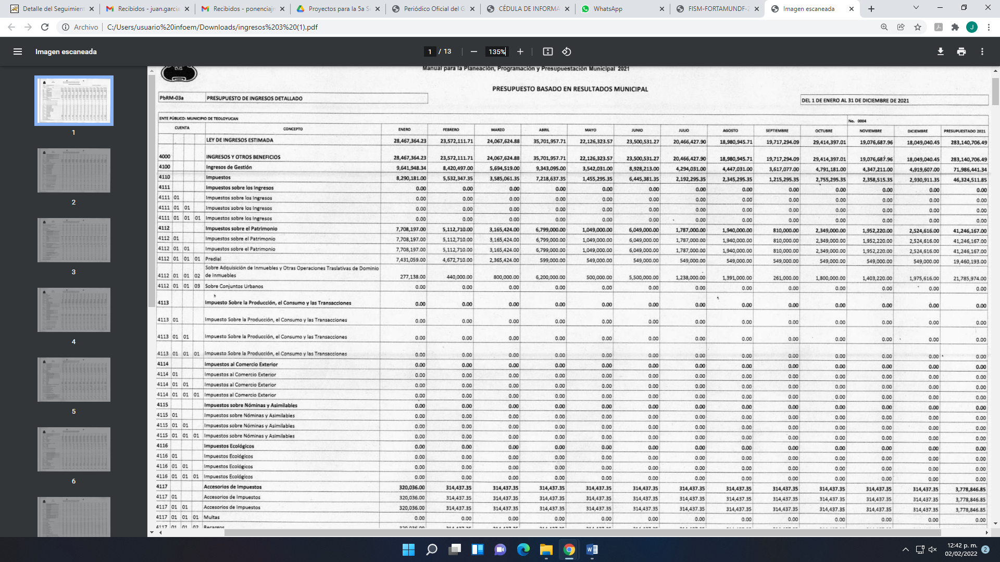 Detalle del Seguimient
Recibidos - juan.garcia
Recibidos - ponenciajr
Proyectos para la 5a S
Periódico Oficial del G
CÉDULA DE INFORMA
WhatsApp
FISM-FORTAMUNDF-2
Imagen escaneada
Archivo C:/Users/usuario%20infoem/Downloads/ingresos%203%20(1).pdf
J
Imagen escaneada 1 / 13 135%
1
2
3
4
5
6
Manual para la Planeación, Programación y Presupuestación Municipal 2021
PRESUPUESTO BASADO EN RESULTADOS MUNICIPAL
PbRM-03a PRESUPUESTO DE INGRESOS DETALLADO DEL 1 DE ENERO AL 31 DE DICIEMBRE DE 2021
ENTE PÚBLICO: MUNICIPIO DE TEOLOYUCAN No. 0004
CUENTA CONCEPTO ENERO FEBRERO MARZO ABRIL MAYO JUNIO JULIO AGOSTO SEPTIEMBRE OCTUBRE NOVIEMBRE DICIEMBRE PRESUPUESTADO 2021
LEY DE INGRESOS ESTIMADA 28,467,364.23 23,572,111.71 24,067,624.88 35,701,957.71 22,126,323.57 23,500,531.27 20,466,427.90 18,980,945.71 19,717,294.09 29,414,397.01 19,076,687.96 18,049,040.45 283,140,706.49
4000 INGRESOS Y OTROS BENEFICIOS 28,467,364.23 23,572,111.71 24,067,624.88 35,701,957.71 22,126,323.57 23,500,531.27 20,466,427.90 18,980,945.71 19,717,294.09 29,414,397.01 19,076,687.96 18,049,040.45 283,140,706.49
4100 Ingresos de Gestión 9,641,948.34 8,420,497.00 5,694,519.00 9,343,095.00 3,542,031.00 8,928,213.00 4,294,031.00 4,447,031.00 3,617,077.00 4,791,181.00 4,347,211.00 4,919,607.00 71,986,441.34
4110 Impuestos 8,290,181.00 5,532,347.35 3,585,061.35 7,218,637.35 1,455,295.35 6,445,381.35 2,192,295.35 2,345,295.35 1,215,295.35 2,755,295.35 2,358,515.35 2,930,911.35 46,324,511.85
4111 Impuestos sobre los Ingresos 0.00 0.00 0.00 0.00 0.00 0.00 0.00 0.00 0.00 0.00 0.00 0.00 0.00
4111 01 Impuestos sobre los Ingresos 0.00 0.00 0.00 0.00 0.00 0.00 0.00 0.00 0.00 0.00 0.00 0.00 0.00
4111 01 01 Impuestos sobre los Ingresos 0.00 0.00 0.00 0.00 0.00 0.00 0.00 0.00 0.00 0.00 0.00 0.00 0.00
4111 01 01 01 Impuestos sobre los Ingresos 0.00 0.00 0.00 0.00 0.00 0.00 0.00 0.00 0.00 0.00 0.00 0.00 0.00
4112 Impuestos sobre el Patrimonio 7,708,197.00 5,112,710.00 3,165,424.00 6,799,000.00 1,049,000.00 6,049,000.00 1,787,000.00 1,940,000.00 810,000.00 2,349,000.00 1,952,220.00 2,524,616.00 41,246,167.00
4112 01 Impuestos sobre el Patrimonio 7,708,197.00 5,112,710.00 3,165,424.00 6,799,000.00 1,049,000.00 6,049,000.00 1,787,000.00 1,940,000.00 810,000.00 2,349,000.00 1,952,220.00 2,524,616.00 41,246,167.00
4112 01 01 Impuestos sobre el Patrimonio 7,708,197.00 5,112,710.00 3,165,424.00 6,799,000.00 1,049,000.00 6,049,000.00 1,787,000.00 1,940,000.00 810,000.00 2,349,000.00 1,952,220.00 2,524,616.00 41,246,167.00
4112 01 01 01 Predial 7,431,059.00 4,672,710.00 2,365,424.00 599,000.00 549,000.00 549,000.00 549,000.00 549,000.00 549,000.00 549,000.00 549,000.00 549,000.00 19,460,193.00
Sobre Adquisición de Inmuebles y Otras Operaciones Traslativas de Dominio
4112 01 01 02 de Inmuebles 277,138.00 440,000.00 800,000.00 6,200,000.00 500,000.00 5,500,000.00 1,238,000.00 1,391,000.00 261,000.00 1,800,000.00 1,403,220.00 1,975,616.00 21,785,974.00
4112 01 01 03 Sobre Conjuntos Urbanos 0.00 0.00 0.00 0.00 0.00 0.00 0.00 0.00 0.00 0.00 0.00 0.00 0.00
4113 Impuesto Sobre la Producción, el Consumo y las Transacciones 0.00 0.00 0.00 0.00 0.00 0.00 0.00 0.00 0.00 0.00 0.00 0.00 0.00
4113 01 Impuesto Sobre la Producción, el Consumo y las Transacciones 0.00 0.00 0.00 0.00 0.00 0.00 0.00 0.00 0.00 0.00 0.00 0.00 0.00
4113 01 01 Impuesto Sobre la Producción, el Consumo y las Transacciones 0.00 0.00 0.00 0.00 0.00 0.00 0.00 0.00 0.00 0.00 0.00 0.00 0.00
4113 01 01 01 Impuesto Sobre la Producción, el Consumo y las Transacciones 0.00 0.00 0.00 0.00 0.00 0.00 0.00 0.00 0.00 0.00 0.00 0.00 0.00
4114 Impuestos al Comercio Exterior 0.00 0.00 0.00 0.00 0.00 0.00 0.00 0.00 0.00 0.00 0.00 0.00 0.00
4114 01 Impuestos al Comercio Exterior 0.00 0.00 0.00 0.00 0.00 0.00 0.00 0.00 0.00 0.00 0.00 0.00 0.00
4114 01 01 Impuestos al Comercio Exterior 0.00 0.00 0.00 0.00 0.00 0.00 0.00 0.00 0.00 0.00 0.00 0.00 0.00
4114 01 01 01 Impuestos al Comercio Exterior 0.00 0.00 0.00 0.00 0.00 0.00 0.00 0.00 0.00 0.00 0.00 0.00 0.00
4115 Impuestos sobre Nóminas y Asimilables 0.00 0.00 0.00 0.00 0.00 0.00 0.00 0.00 0.00 0.00 0.00 0.00 0.00
4115 01 Impuestos sobre Nóminas y Asimilables 0.00 0.00 0.00 0.00 0.00 0.00 0.00 0.00 0.00 0.00 0.00 0.00 0.00
4115 01 01 Impuestos sobre Nóminas y Asimilables 0.00 0.00 0.00 0.00 0.00 0.00 0.00 0.00 0.00 0.00 0.00 0.00 0.00
4115 01 01 01 Impuestos sobre Nóminas y Asimilables 0.00 0.00 0.00 0.00 0.00 0.00 0.00 0.00 0.00 0.00 0.00 0.00 0.00
4116 Impuestos Ecológicos 0.00 0.00 0.00 0.00 0.00 0.00 0.00 0.00 0.00 0.00 0.00 0.00 0.00
4116 01 Impuestos Ecológicos 0.00 0.00 0.00 0.00 0.00 0.00 0.00 0.00 0.00 0.00 0.00 0.00 0.00
4116 01 01 Impuestos Ecológicos 0.00 0.00 0.00 0.00 0.00 0.00 0.00 0.00 0.00 0.00 0.00 0.00 0.00
4116 01 01 01 Impuestos Ecológicos 0.00 0.00 0.00 0.00 0.00 0.00 0.00 0.00 0.00 0.00 0.00 0.00 0.00
4117 Accesorios de Impuestos 320,036.00 314,437.35 314,437.35 314,437.35 314,437.35 314,437.35 314,437.35 314,437.35 314,437.35 314,437.35 314,437.35 314,437.35 3,778,846.85
4117 01 Accesorios de Impuestos 320,036.00 314,437.35 314,437.35 314,437.35 314,437.35 314,437.35 314,437.35 314,437.35 314,437.35 314,437.35 314,437.35 314,437.35 3,778,846.85
4117 01 01 Accesorios de Impuestos 320,036.00 314,437.35 314,437.35 314,437.35 314,437.35 314,437.35 314,437.35 314,437.35 314,437.35 314,437.35 314,437.35 314,437.35 3,778,846.85
4117 01 01 01 Multas 0.00 0.00 0.00 0.00 0.00 0.00 0.00 0.00 0.00 0.00 0.00 0.00 0.00
4117 01 01 02 Recargos
12:42 p. m.
02/02/2022
2